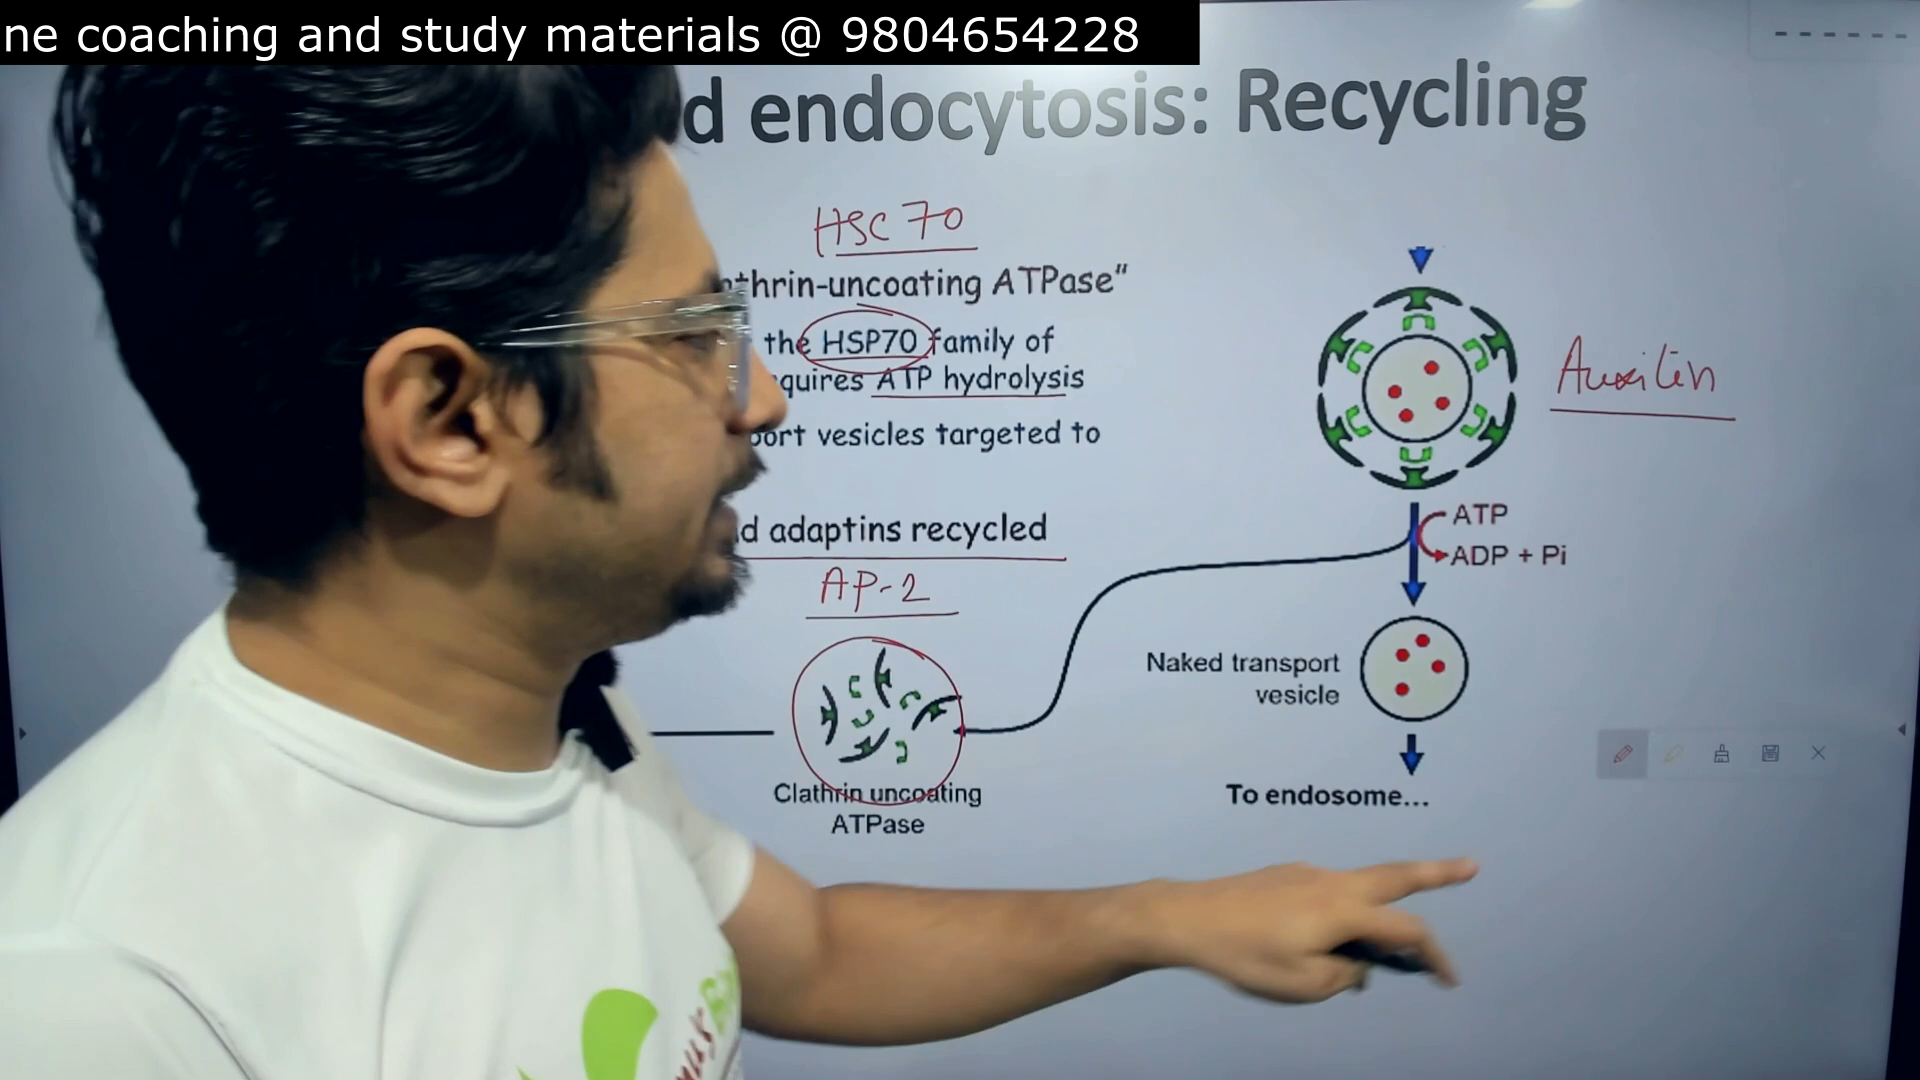 ne coaching and study materials @ 9804654228
d endocytosis: Recycling
HSC 70
thrin-uncoating ATPase"
the HSP70 family of
quires ATP hydrolysis
port vesicles targeted to
d adaptins recycled
AP-2
Auxilin
ATP
ADP + Pi
Naked transport
vesicle
Clathrin uncoating
ATPase
To endosome...